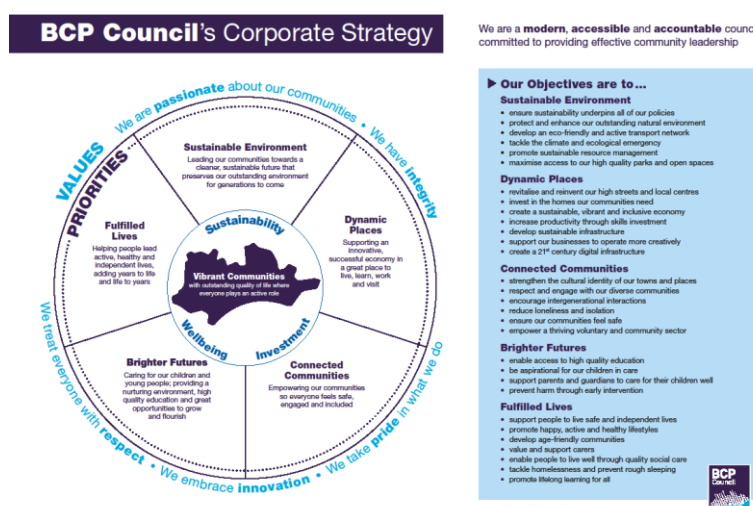 BCP Council's Corporate Strategy
We are a modern, accessible and accountable counc
committed to providing effective community leadership
VALUES
PRIORITIES
We are passionate about our communities •
We have integrity
We take pride in what we do
We embrace innovation •
We treat everyone with respect •
Sustainable Environment
Leading our communities towards a
cleaner, sustainable future that
preserves our outstanding environment
for generations to come
Dynamic
Places
Supporting an
innovative,
successful economy in
a great place to
live, learn, work
and visit
Connected
Communities
Empowering our communities
so everyone feels safe,
engaged and included
Brighter Futures
Caring for our children and
young people; providing a
nurturing environment, high
quality education and great
opportunities to grow
and flourish
Fulfilled
Lives
Helping people lead
active, healthy and
independent lives,
adding years to life
and life to years
Sustainability
Investment
Wellbeing
Vibrant Communities
with outstanding quality of life where
everyone plays an active role
Our Objectives are to...
Sustainable Environment
• ensure sustainability underpins all of our policies
• protect and enhance our outstanding natural environment
• develop an eco-friendly and active transport network
• tackle the climate and ecological emergency
• promote sustainable resource management
• maximise access to our high quality parks and open spaces
Dynamic Places
• revitalise and reinvent our high streets and local centres
• invest in the homes our communities need
• create a sustainable, vibrant and inclusive economy
• increase productivity through skills investment
• develop sustainable infrastructure
• support our businesses to operate more creatively
• create a 21st century digital infrastructure
Connected Communities
• strengthen the cultural identity of our towns and places
• respect and engage with our diverse communities
• encourage intergenerational interactions
• reduce loneliness and isolation
• ensure our communities feel safe
• empower a thriving voluntary and community sector
Brighter Futures
• enable access to high quality education
• be aspirational for our children in care
• support parents and guardians to care for their children well
• prevent harm through early intervention
Fulfilled Lives
• support people to live safe and independent lives
• promote happy, active and healthy lifestyles
• develop age-friendly communities
• value and support carers
• enable people to live well through quality social care
• tackle homelessness and prevent rough sleeping
• promote lifelong learning for all
BCP
Council